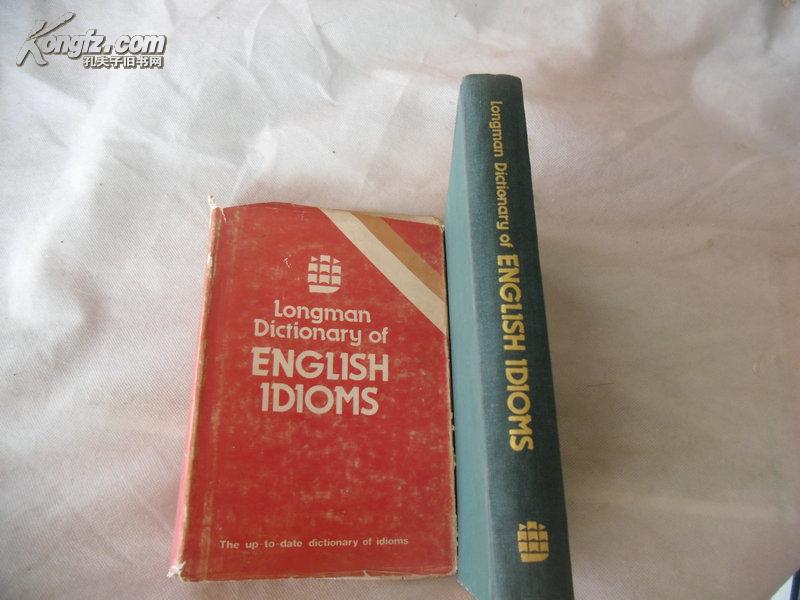 Kongfz.com
孔夫子旧书网
Longman
Dictionary of
ENGLISH
IDIOMS
The up-to-date dictionary of idioms
Longman Dictionary of ENGLISH IDIOMS